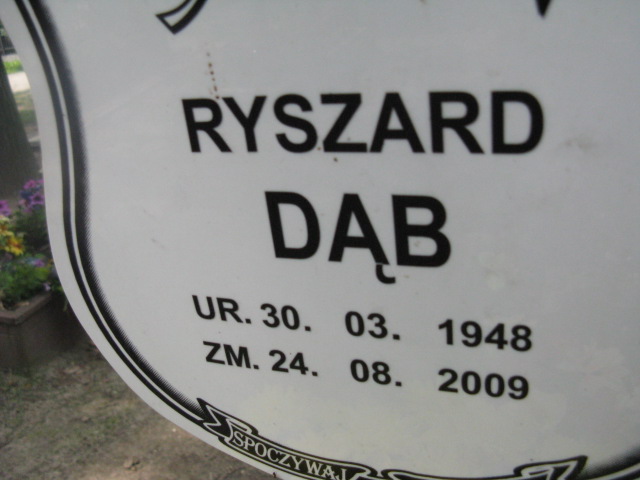 RYSZARD
DĄB
UR. 30. 03. 1948
ZM. 24. 08. 2009
SPOCZYWAJ